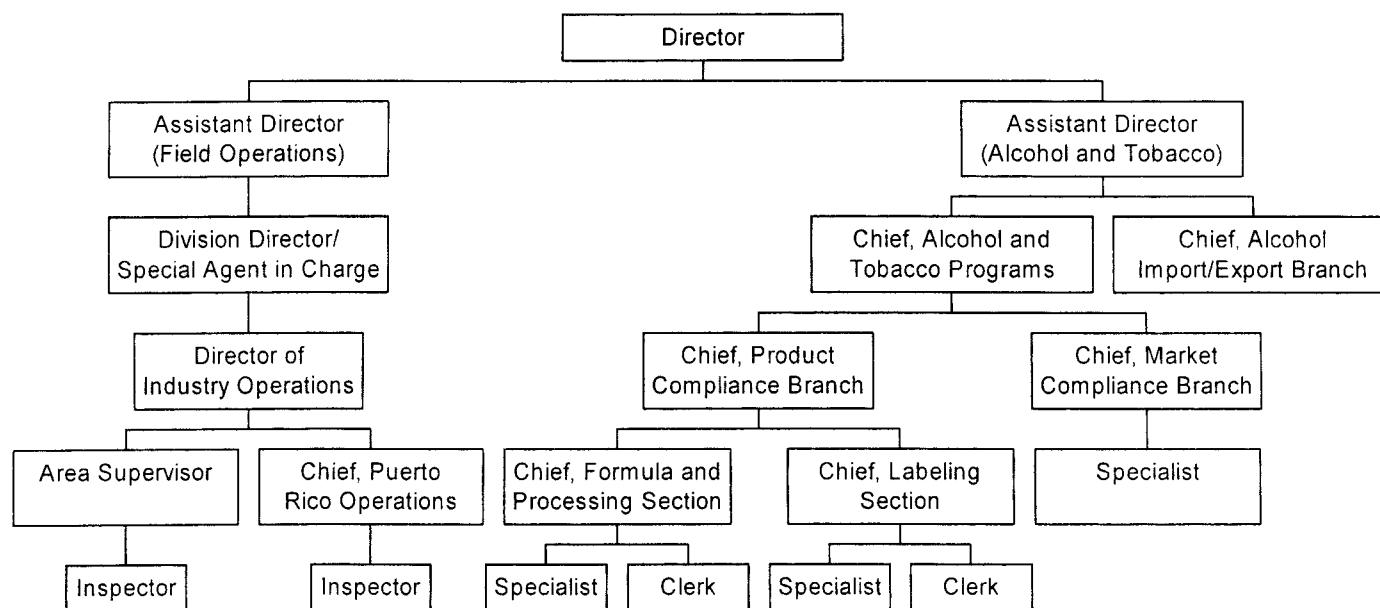 Director
Assistant Director
(Field Operations)
Assistant Director
(Alcohol and Tobacco)
Division Director/
Special Agent in Charge
Chief, Alcohol and
Tobacco Programs
Chief, Alcohol
Import/Export Branch
Director of
Industry Operations
Chief, Product
Compliance Branch
Chief, Market
Compliance Branch
Area Supervisor
Chief, Puerto
Rico Operations
Chief, Formula and
Processing Section
Chief, Labeling
Section
Specialist
Inspector
Inspector
Specialist
Clerk
Specialist
Clerk